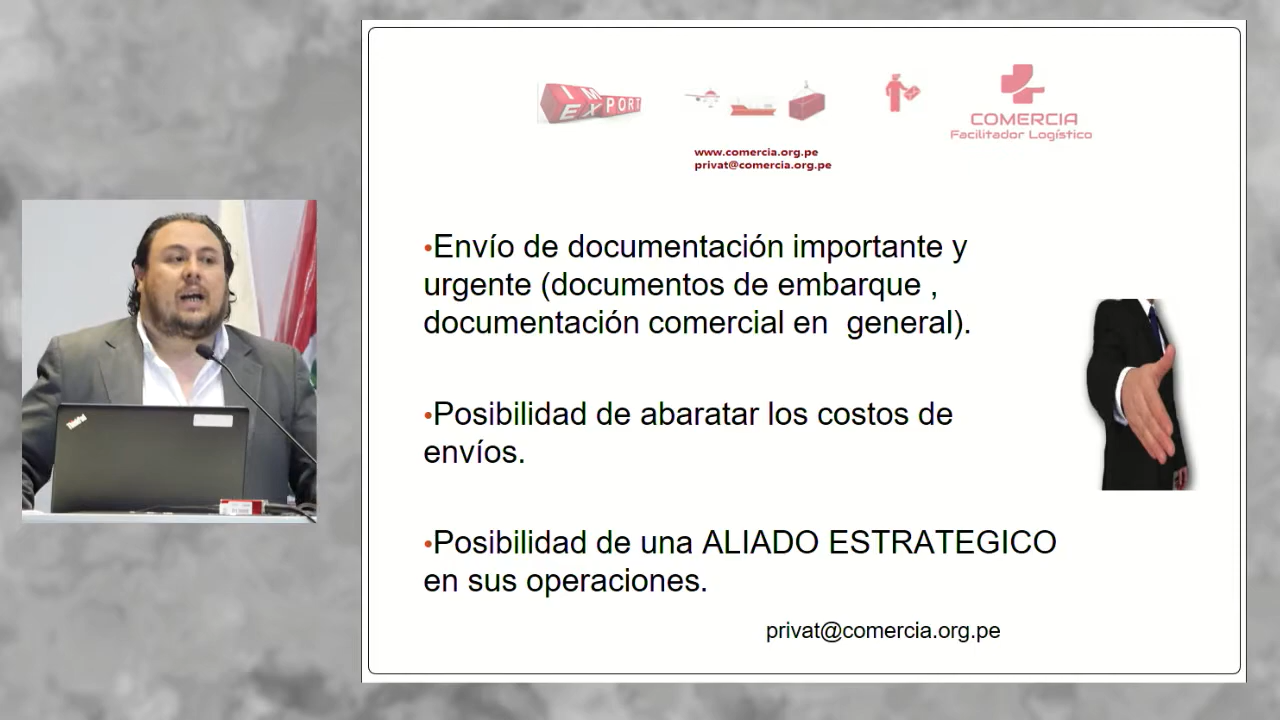 IM
EXPORT
COMERCIA
Facilitador Logístico
www.comercia.org.pe
privat@comercia.org.pe
•Envío de documentación importante y
urgente (documentos de embarque ,
documentación comercial en  general).
•Posibilidad de abaratar los costos de
envíos.
•Posibilidad de una ALIADO ESTRATEGICO
en sus operaciones.
privat@comercia.org.pe
ThinkPad